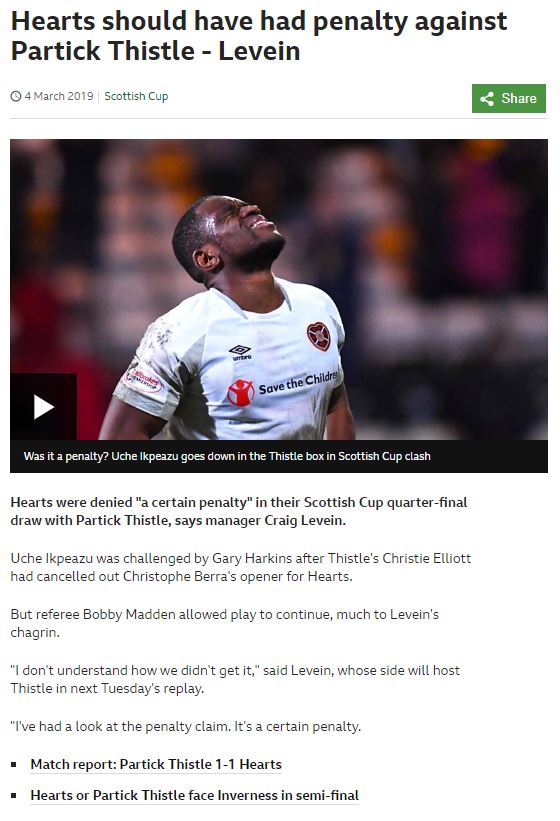 Hearts should have had penalty against
Partick Thistle - Levein
4 March 2019 | Scottish Cup
Share
umbro
Ladbrokes
Save the Children
Was it a penalty? Uche Ikpeazu goes down in the Thistle box in Scottish Cup clash
Hearts were denied "a certain penalty" in their Scottish Cup quarter-final
draw with Partick Thistle, says manager Craig Levein.
Uche Ikpeazu was challenged by Gary Harkins after Thistle's Christie Elliott
had cancelled out Christophe Berra's opener for Hearts.
But referee Bobby Madden allowed play to continue, much to Levein's
chagrin.
"I don't understand how we didn't get it," said Levein, whose side will host
Thistle in next Tuesday's replay.
"I've had a look at the penalty claim. It's a certain penalty.
Match report: Partick Thistle 1-1 Hearts
Hearts or Partick Thistle face Inverness in semi-final